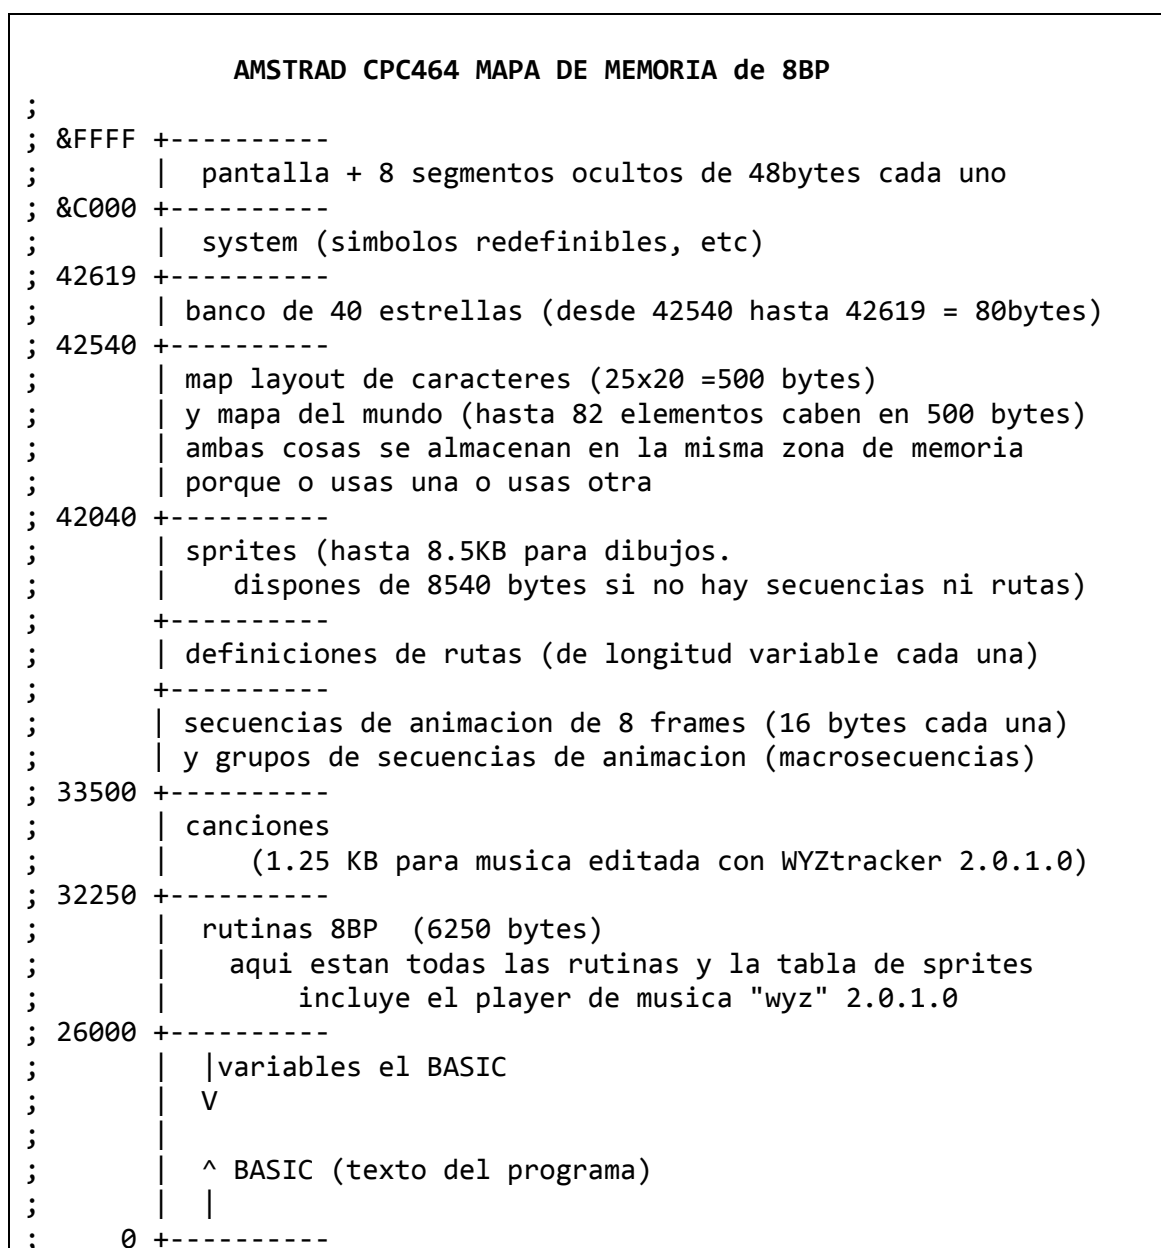 AMSTRAD CPC464 MAPA DE MEMORIA de 8BP
;
; &FFFF +----------
;       |  pantalla + 8 segmentos ocultos de 48bytes cada uno
; &C000 +----------
;       |  system (simbolos redefinibles, etc)
; 42619 +----------
;       | banco de 40 estrellas (desde 42540 hasta 42619 = 80bytes)
; 42540 +----------
;       | map layout de caracteres (25x20 =500 bytes)
;       | y mapa del mundo (hasta 82 elementos caben en 500 bytes)
;       | ambas cosas se almacenan en la misma zona de memoria
;       | porque o usas una o usas otra
; 42040 +----------
;       | sprites (hasta 8.5KB para dibujos.
;       |    dispones de 8540 bytes si no hay secuencias ni rutas)
;       +----------
;       | definiciones de rutas (de longitud variable cada una)
;       +----------
;       | secuencias de animacion de 8 frames (16 bytes cada una)
;       | y grupos de secuencias de animacion (macrosecuencias)
; 33500 +----------
;       | canciones
;       |     (1.25 KB para musica editada con WYZtracker 2.0.1.0)
; 32250 +----------
;       |  rutinas 8BP  (6250 bytes)
;       |    aqui estan todas las rutinas y la tabla de sprites
;       |        incluye el player de musica "wyz" 2.0.1.0
; 26000 +----------
;       |  |variables el BASIC
;       |  V
;       |
;       |  ^ BASIC (texto del programa)
;       |  |
;     0 +----------